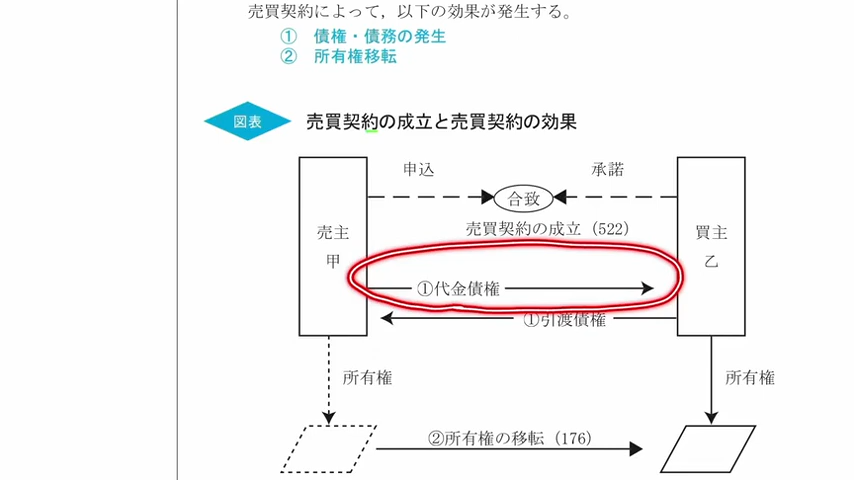 売買契約によって，以下の効果が発生する。
① 債権・債務の発生
② 所有権移転
図表 売買契約の成立と売買契約の効果
申込 承諾
合致
売買契約の成立（522）
売主 買主
甲 乙
①代金債権
①引渡債権
所有権 所有権
②所有権の移転（176）